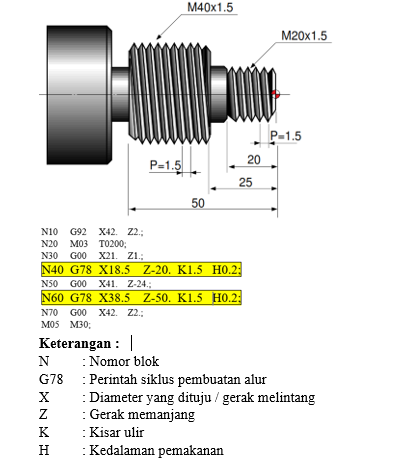 M40x1.5
M20x1.5
P=1.5
P=1.5
20
25
50
N10 G92 X42. Z2.;
N20 M03 T0200;
N30 G00 X21. Z1.;
N40 G78 X18.5 Z-20. K1.5 H0.2;
N50 G00 X41. Z-24.;
N60 G78 X38.5 Z-50. K1.5 H0.2;
N70 G00 X42. Z2.;
M05 M30;
Keterangan :
N : Nomor blok
G78 : Perintah siklus pembuatan alur
X : Diameter yang dituju / gerak melintang
Z : Gerak memanjang
K : Kisar ulir
H : Kedalaman pemakanan